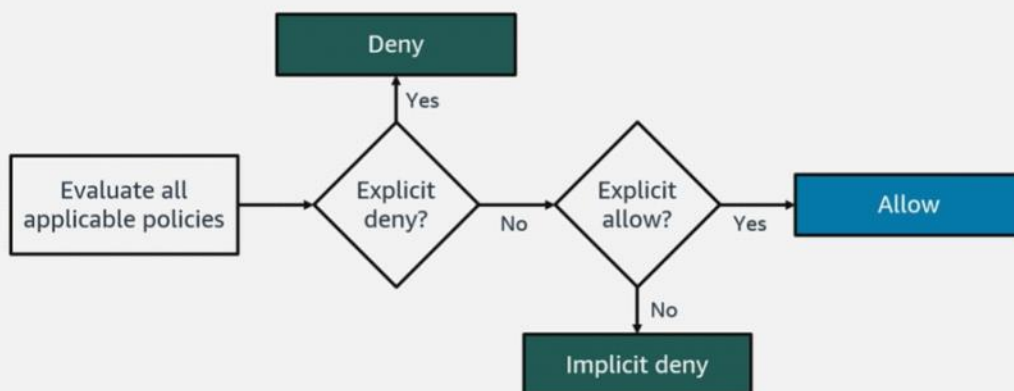 Deny
Yes
Evaluate all
applicable policies
Explicit
deny?
No
Explicit
allow?
Yes
Allow
No
Implicit deny